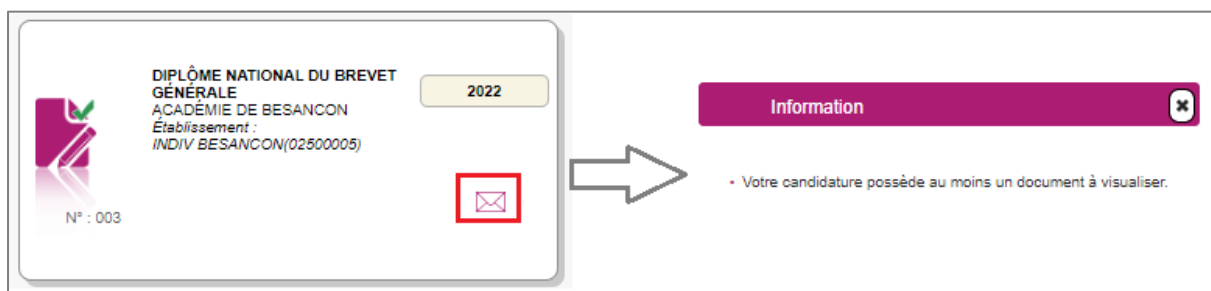 DIPLÔME NATIONAL DU BREVET
GÉNÉRALE
ACADÉMIE DE BESANCON
Établissement :
INDIV BESANCON(02500005)
2022
N° : 003
Information
Votre candidature possède au moins un document à visualiser.